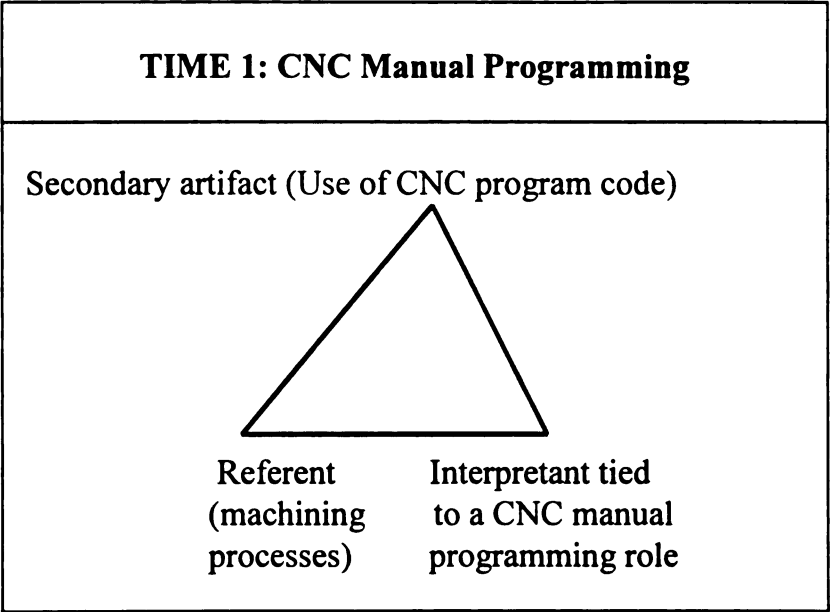 TIME 1: CNC Manual Programming
Secondary artifact (Use of CNC program code)
Referent
(machining
processes)
Interpretant tied
to a CNC manual
programming role